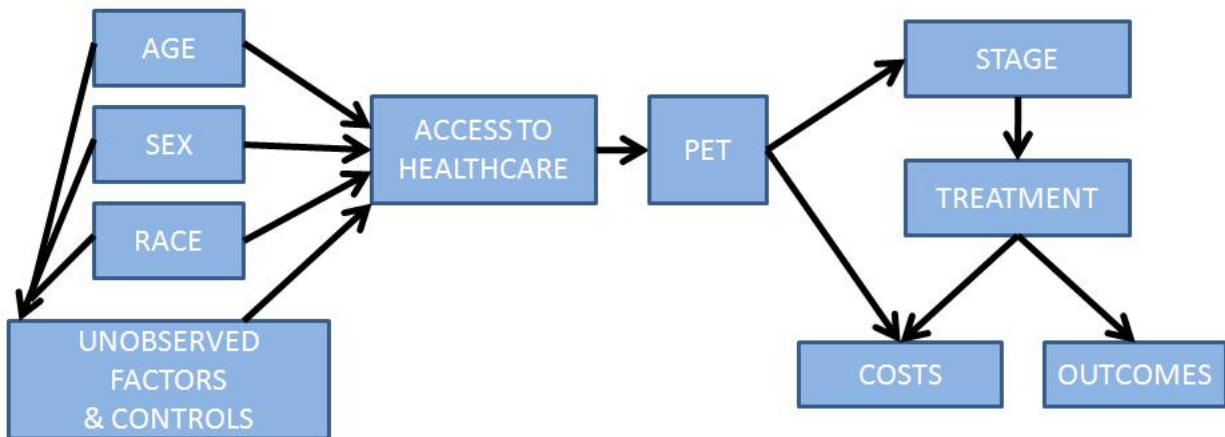 AGE
SEX
RACE
UNOBSERVED
FACTORS
& CONTROLS
ACCESS TO
HEALTHCARE
PET
STAGE
TREATMENT
COSTS
OUTCOMES